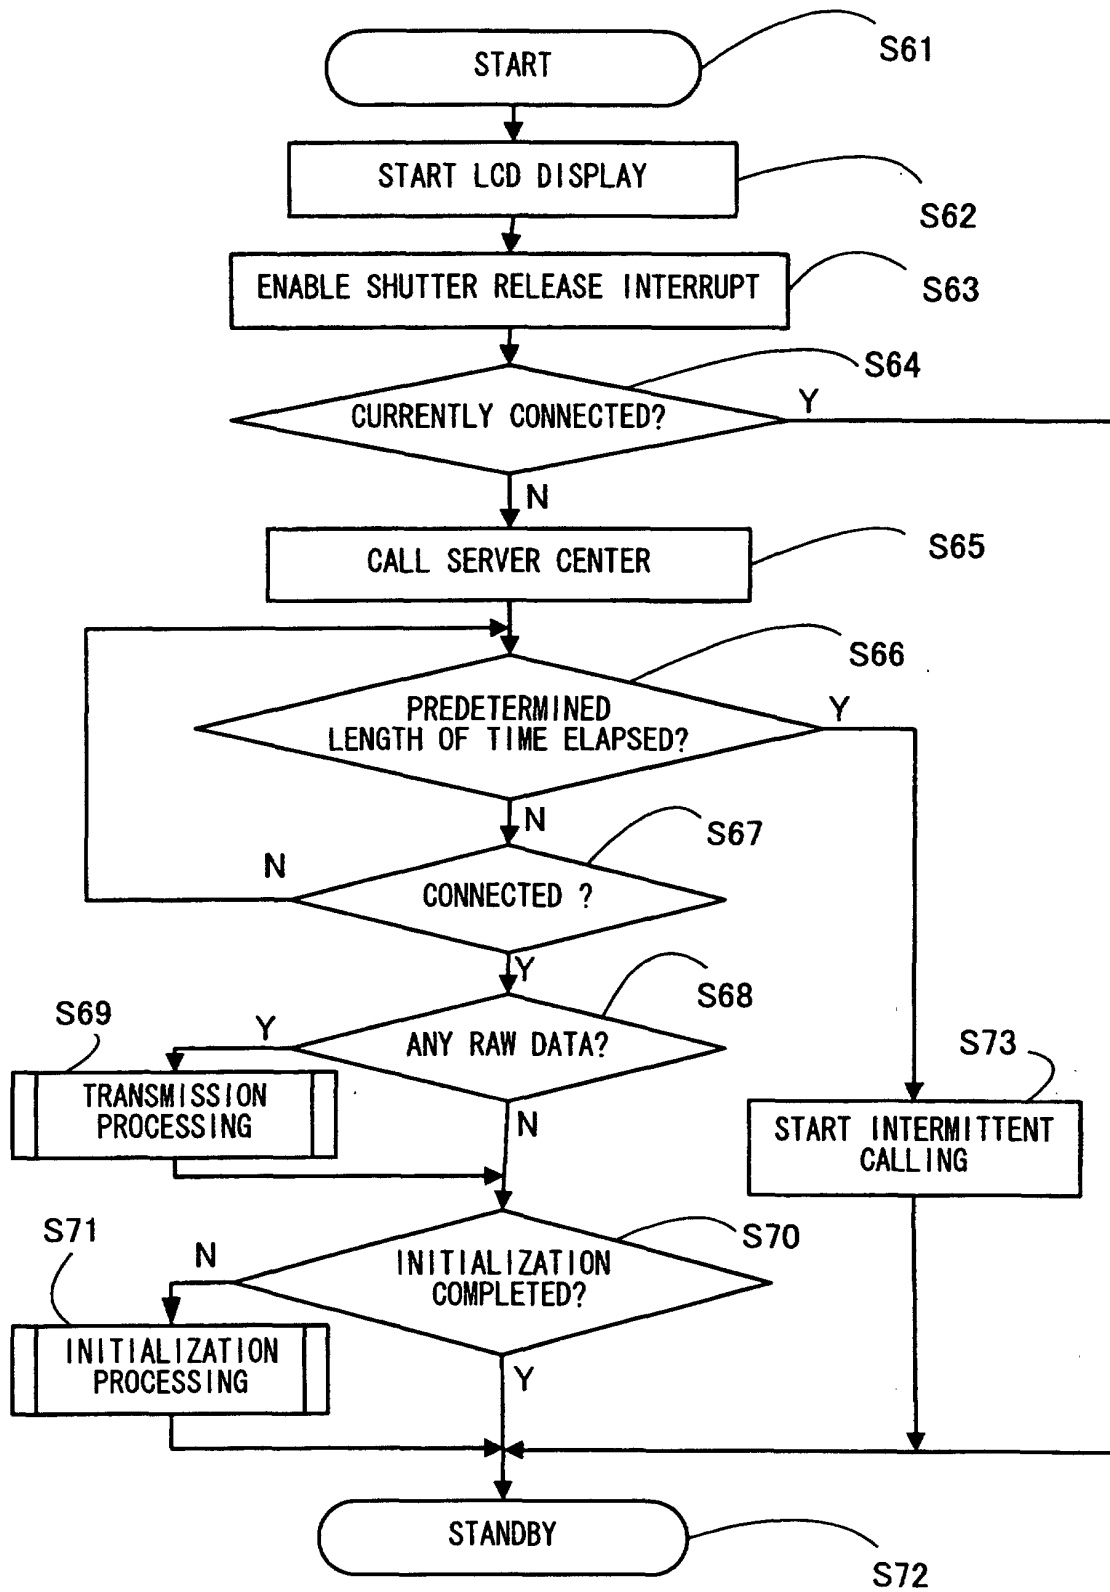 START
S61
START LCD DISPLAY
S62
ENABLE SHUTTER RELEASE INTERRUPT
S63
S64
CURRENTLY CONNECTED?
Y
N
CALL SERVER CENTER
S65
S66
PREDETERMINED
LENGTH OF TIME ELAPSED?
Y
N
S67
CONNECTED ?
N
Y
S68
ANY RAW DATA?
Y
N
S69
TRANSMISSION
PROCESSING
S73
START INTERMITTENT
CALLING
S70
INITIALIZATION
COMPLETED?
N
Y
S71
INITIALIZATION
PROCESSING
STANDBY
S72